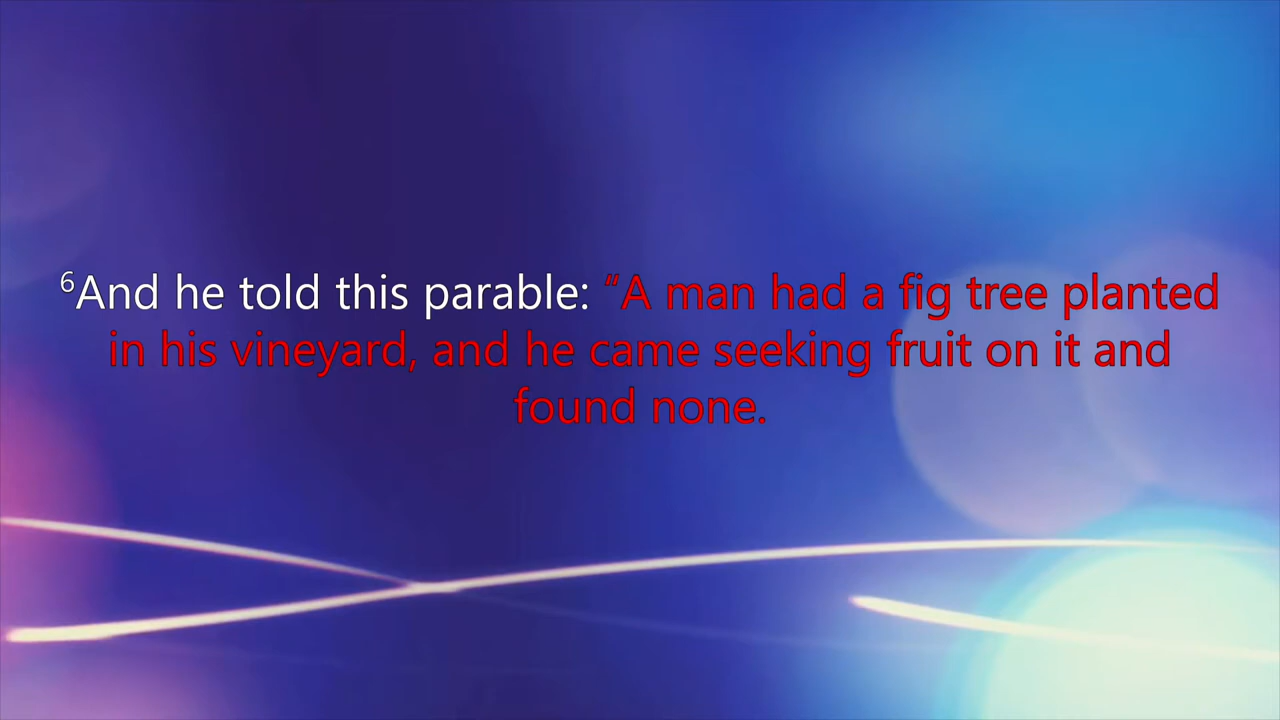 ⁶And he told this parable: “A man had a fig tree planted
in his vineyard, and he came seeking fruit on it and
found none.